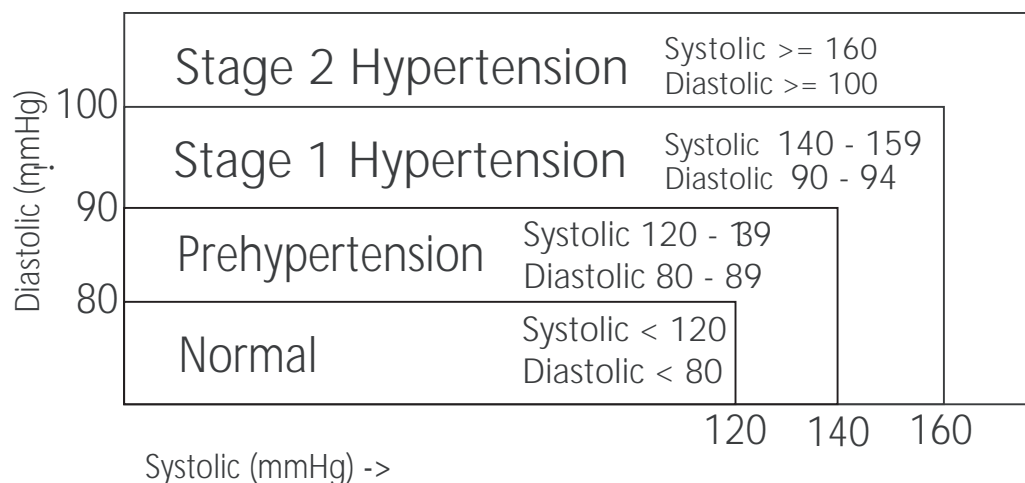 Stage 2 Hypertension
Systolic >= 160
Diastolic >= 100
100
Stage 1 Hypertension
Systolic 140 - 159
Diastolic 90 - 94
90
Prehypertension
Systolic 120 - 139
Diastolic 80 - 89
80
Normal
Systolic < 120
Diastolic < 80
120
140
160
Diastolic (mmHg)
Systolic (mmHg) ->